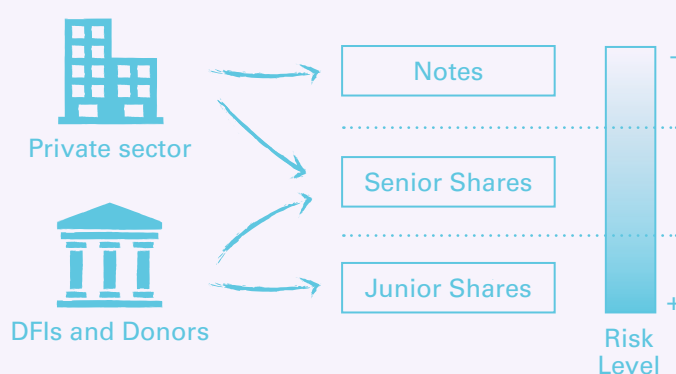 Notes
Private sector
Senior Shares
Junior Shares
DFIs and Donors
+
Risk
Level